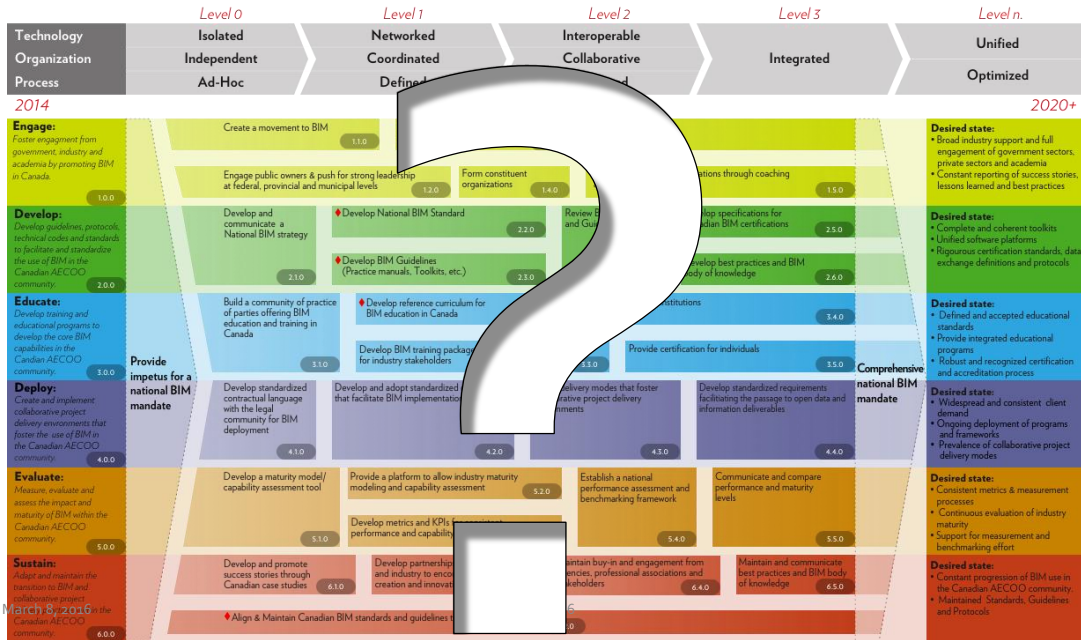 Level 0
Level 1
Level 2
Level 3
Level n.
Technology
Organization
Process
Isolated
Independent
Ad-Hoc
Networked
Coordinated
Interoperable
Collaborative
Integrated
Unified
Optimized
2014
2020+
Engage:
Foster engagment from
government, industry and
academia by promoting BIM
in Canada.
1.0.0
Create a movement to BIM
1.1.0
Engage public owners & push for strong leadership
at federal, provincial and municipal levels
1.2.0
Form constituent
organizations
1.4.0
through coaching
1.5.0
Desired state:
• Broad industry support and full
engagement of government sectors,
private sectors and academia
• Constant reporting of success stories,
lessons learned and best practices
Develop:
Develop guidelines, protocols,
technical codes and standards
to facilitate and standardize
the use of BIM in the
Canadian AECOO
community.
2.0.0
Develop and
communicate a
National BIM strategy
2.1.0
♦Develop National BIM Standard
2.2.0
♦Develop BIM Guidelines
(Practice manuals, Toolkits, etc.)
2.3.0
Review
and
specifications for
BIM certifications
2.5.0
best practices and BIM
body of knowledge
2.6.0
Desired state:
• Complete and coherent toolkits
• Unified software platforms
• Rigourous certification standards, data
exchange definitions and protocols
Educate:
Develop training and
educational programs to
develop the core BIM
capabilities in the
Candian AECOO
community.
3.0.0
Build a community of practice
of parties offering BIM
education and training in
Canada
3.1.0
♦Develop reference curriculum for
BIM education in Canada
Develop BIM training
for industry stakeholders
3.3.0
institutions
3.4.0
Provide certification for individuals
3.5.0
Desired state:
• Defined and accepted educational
standards
• Provide integrated educational
programs
• Robust and recognized certification
and accreditation process
Provide
impetus for a
national BIM
mandate
Comprehensive
national BIM
mandate
Deploy:
Create and implement
collaborative project
delivery environments that
foster the use of BIM in
the Canadian AECOO
community.
4.0.0
Develop standardized
contractual language
with the legal
community for BIM
deployment
4.1.0
Develop and adopt standardized
that facilitate BIM implementation
4.2.0
delivery modes that foster
project delivery
4.3.0
Develop standardized requirements
facilitiating the passage to open data and
information deliverables
4.4.0
Desired state:
• Widespread and consistent client
demand
• Ongoing deployment of programs
and frameworks
• Prevalence of collaborative project
delivery modes
Evaluate:
Measure, evaluate and
assess the impact and
maturity of BIM within the
Canadian AECOO
community.
5.0.0
Develop a maturity model/
capability assessment tool
5.1.0
Provide a platform to allow industry maturity
modeling and capability assessment
5.2.0
Develop metrics and KPIs
performance and
Establish a national
performance assessment and
benchmarking framework
5.4.0
Communicate and compare
performance and maturity
levels
5.5.0
Desired state:
• Consistent metrics & measurement
processes
• Continuous evaluation of industry
maturity
• Support for measurement and
benchmarking effort
Sustain:
Adapt and maintain the
transition to BIM and
collaborative project
in the
Canadian AECOO
community.
6.0.0
March 8, 2016
Develop and promote
success stories through
Canadian case studies
6.1.0
Develop
and industry to
creation and
buy-in and engagement from
professional associations and
6.4.0
Maintain and communicate
best practices and BIM body
of knowledge
6.5.0
♦Align & Maintain Canadian BIM standards and guidelines
Desired state:
• Constant progression of BIM use in
the Canadian AECOO community.
• Maintained Standards, Guidelines
and Protocols
?